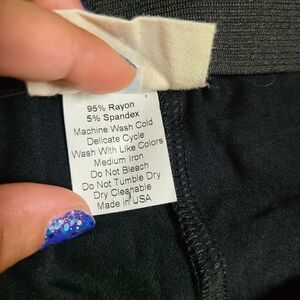 95% Rayon
5% Spandex
Machine Wash Cold
Delicate Cycle
Wash With Like Colors
Medium Iron
Do Not Bleach
Do Not Tumble Dry
Dry Cleanable
Made in USA